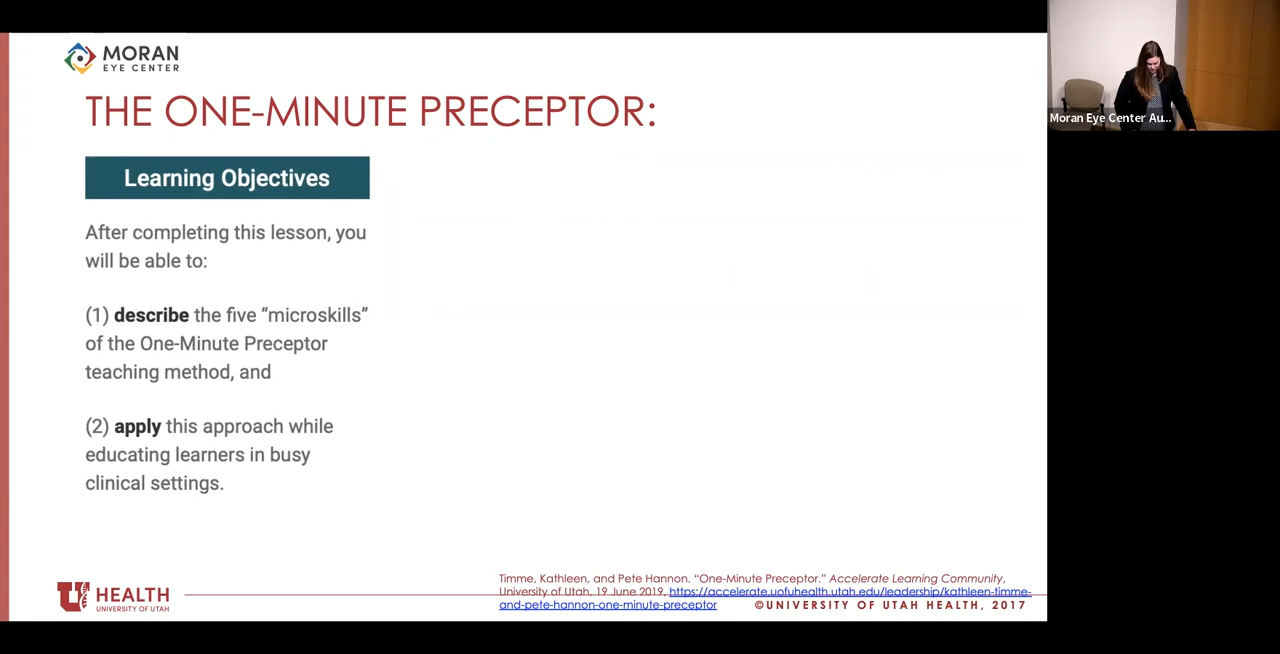 MORAN
EYE CENTER
THE ONE-MINUTE PRECEPTOR:
Learning Objectives
After completing this lesson, you
will be able to:
(1) describe the five “microskills”
of the One-Minute Preceptor
teaching method, and
(2) apply this approach while
educating learners in busy
clinical settings.
Moran Eye Center Au...
U HEALTH
UNIVERSITY OF UTAH
Timme, Kathleen, and Pete Hannon. “One-Minute Preceptor.” Accelerate Learning Community,
University of Utah, 19 June 2019, https://accelerate.uofuhealth.utah.edu/leadership/kathleen-timme-
and-pete-hannon-one-minute-preceptor
©UNIVERSITY OF UTAH HEALTH, 2017